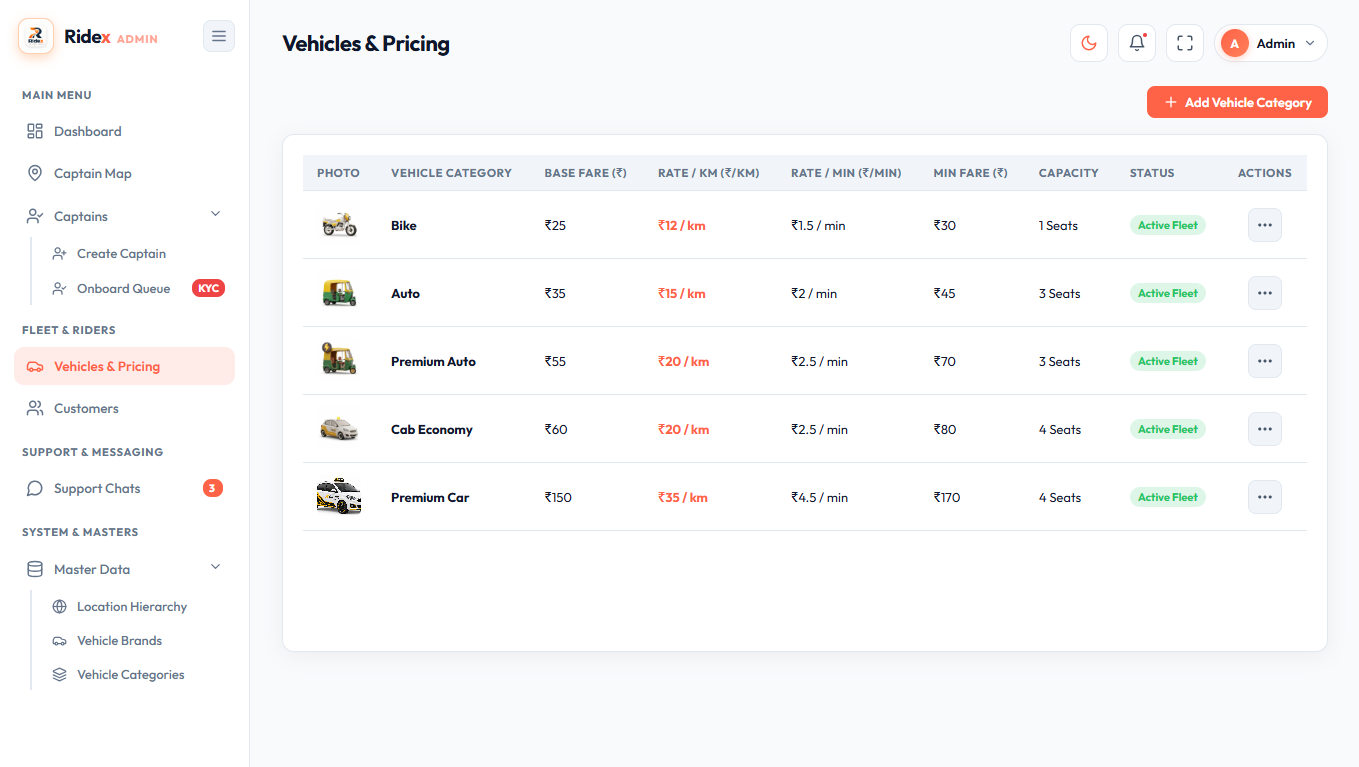 Ridex ADMIN
MAIN MENU
Dashboard
Captain Map
Captains
Create Captain
Onboard Queue KYC
FLEET & RIDERS
Vehicles & Pricing
Customers
SUPPORT & MESSAGING
Support Chats 3
SYSTEM & MASTERS
Master Data
Location Hierarchy
Vehicle Brands
Vehicle Categories
Vehicles & Pricing
A Admin
+ Add Vehicle Category
PHOTO VEHICLE CATEGORY BASE FARE (₹) RATE / KM (₹/KM) RATE / MIN (₹/MIN) MIN FARE (₹) CAPACITY STATUS ACTIONS
Bike ₹25 ₹12 / km ₹1.5 / min ₹30 1 Seats Active Fleet
Auto ₹35 ₹15 / km ₹2 / min ₹45 3 Seats Active Fleet
Premium Auto ₹55 ₹20 / km ₹2.5 / min ₹70 3 Seats Active Fleet
Cab Economy ₹60 ₹20 / km ₹2.5 / min ₹80 4 Seats Active Fleet
Premium Car ₹150 ₹35 / km ₹4.5 / min ₹170 4 Seats Active Fleet